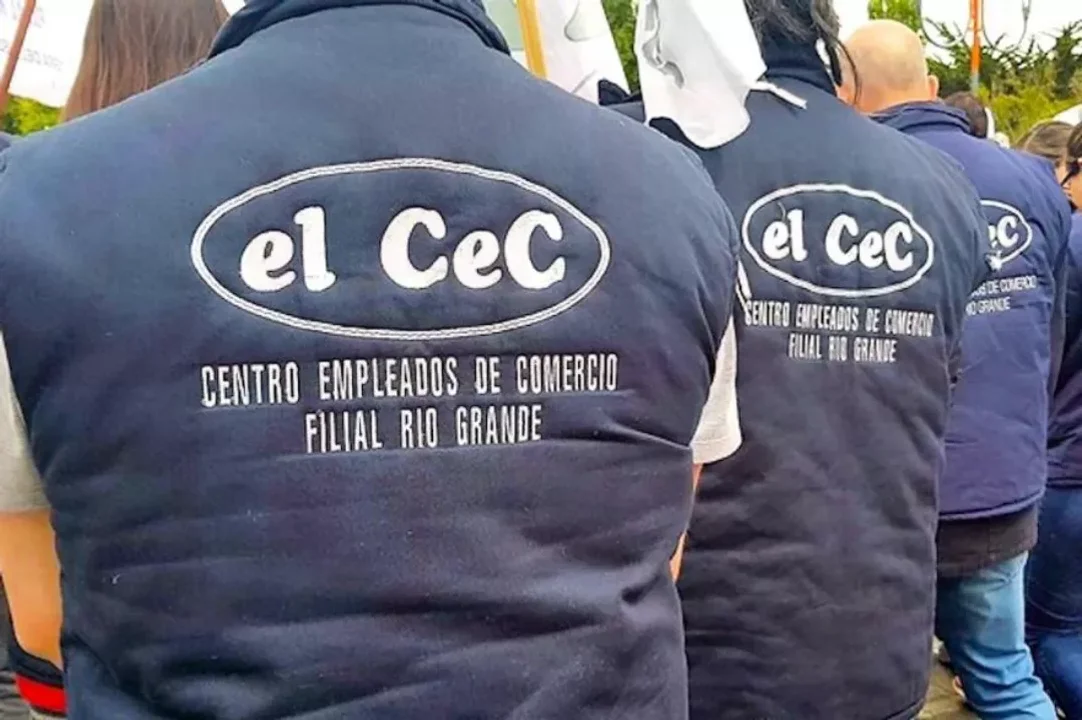 el CeC
CENTRO EMPLEADOS DE COMERCIO
FILIAL RIO GRANDE
el CeC
CENTRO EMPLEADOS DE COMERCIO
FILIAL RIO GRANDE
eC
DE COMERCIO
RIO GRANDE